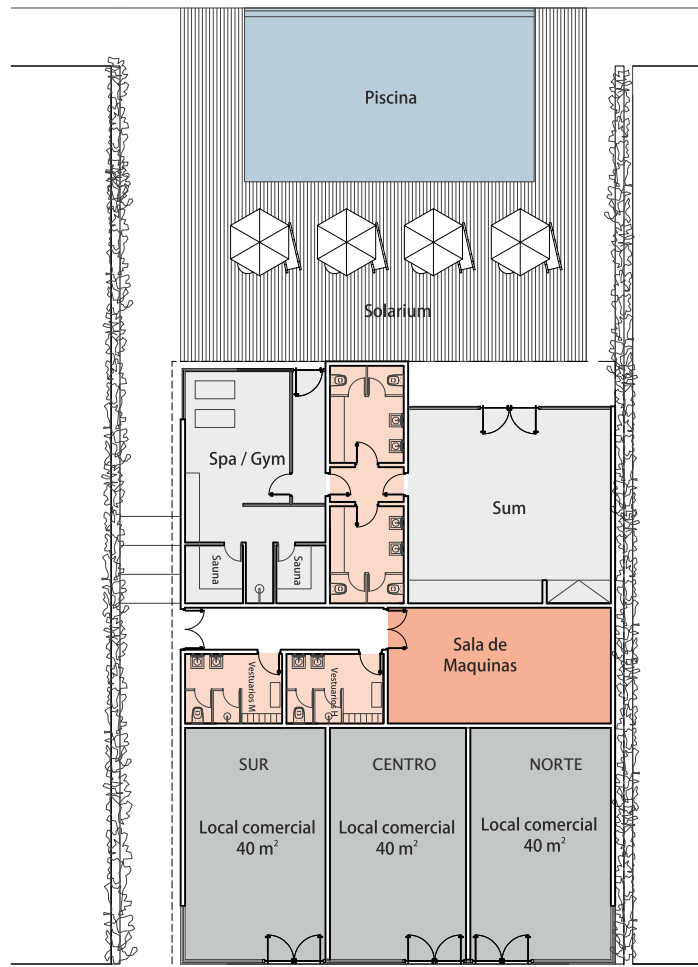 Piscina
Solarium
Spa / Gym
Sum
Sauna
Sauna
Sala de
Maquinas
Vestuarios M
Vestuarios H
SUR
CENTRO
NORTE
Local comercial
40 m²
Local comercial
40 m²
Local comercial
40 m²